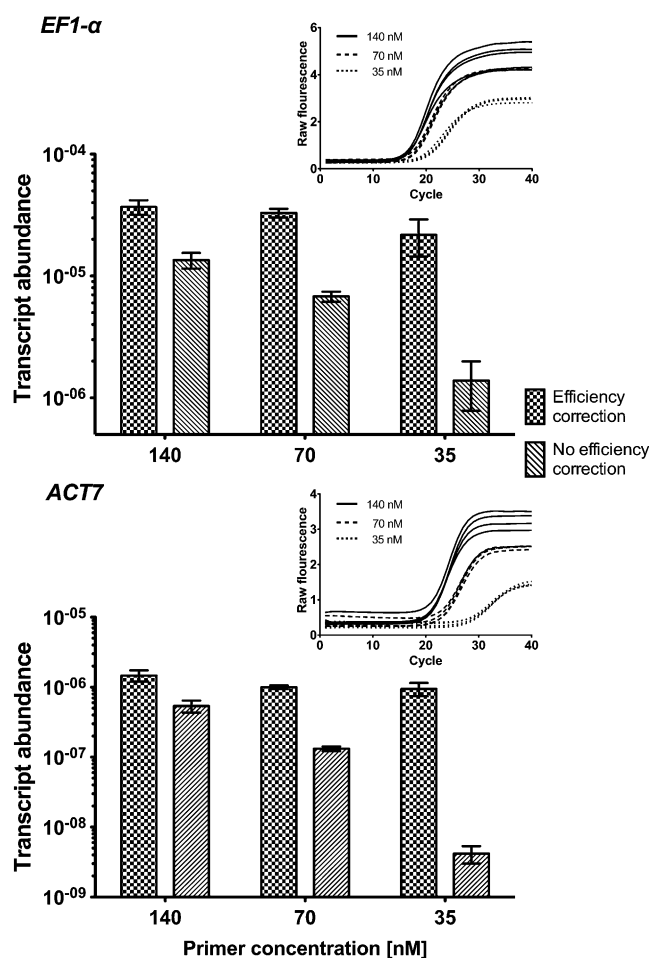 EF1-α
6
4
2
0
Raw flourescence
140 nM
70 nM
35 nM
1
10
20
30
40
Cycle
10-04
10-05
10-06
Transcript abundance
140
70
35
Efficiency
correction
No efficiency
correction
ACT7
4
3
2
1
0
Raw flourescence
140 nM
70 nM
35 nM
1
10
20
30
40
Cycle
10-05
10-06
10-07
10-08
10-09
Transcript abundance
140
70
35
Primer concentration [nM]